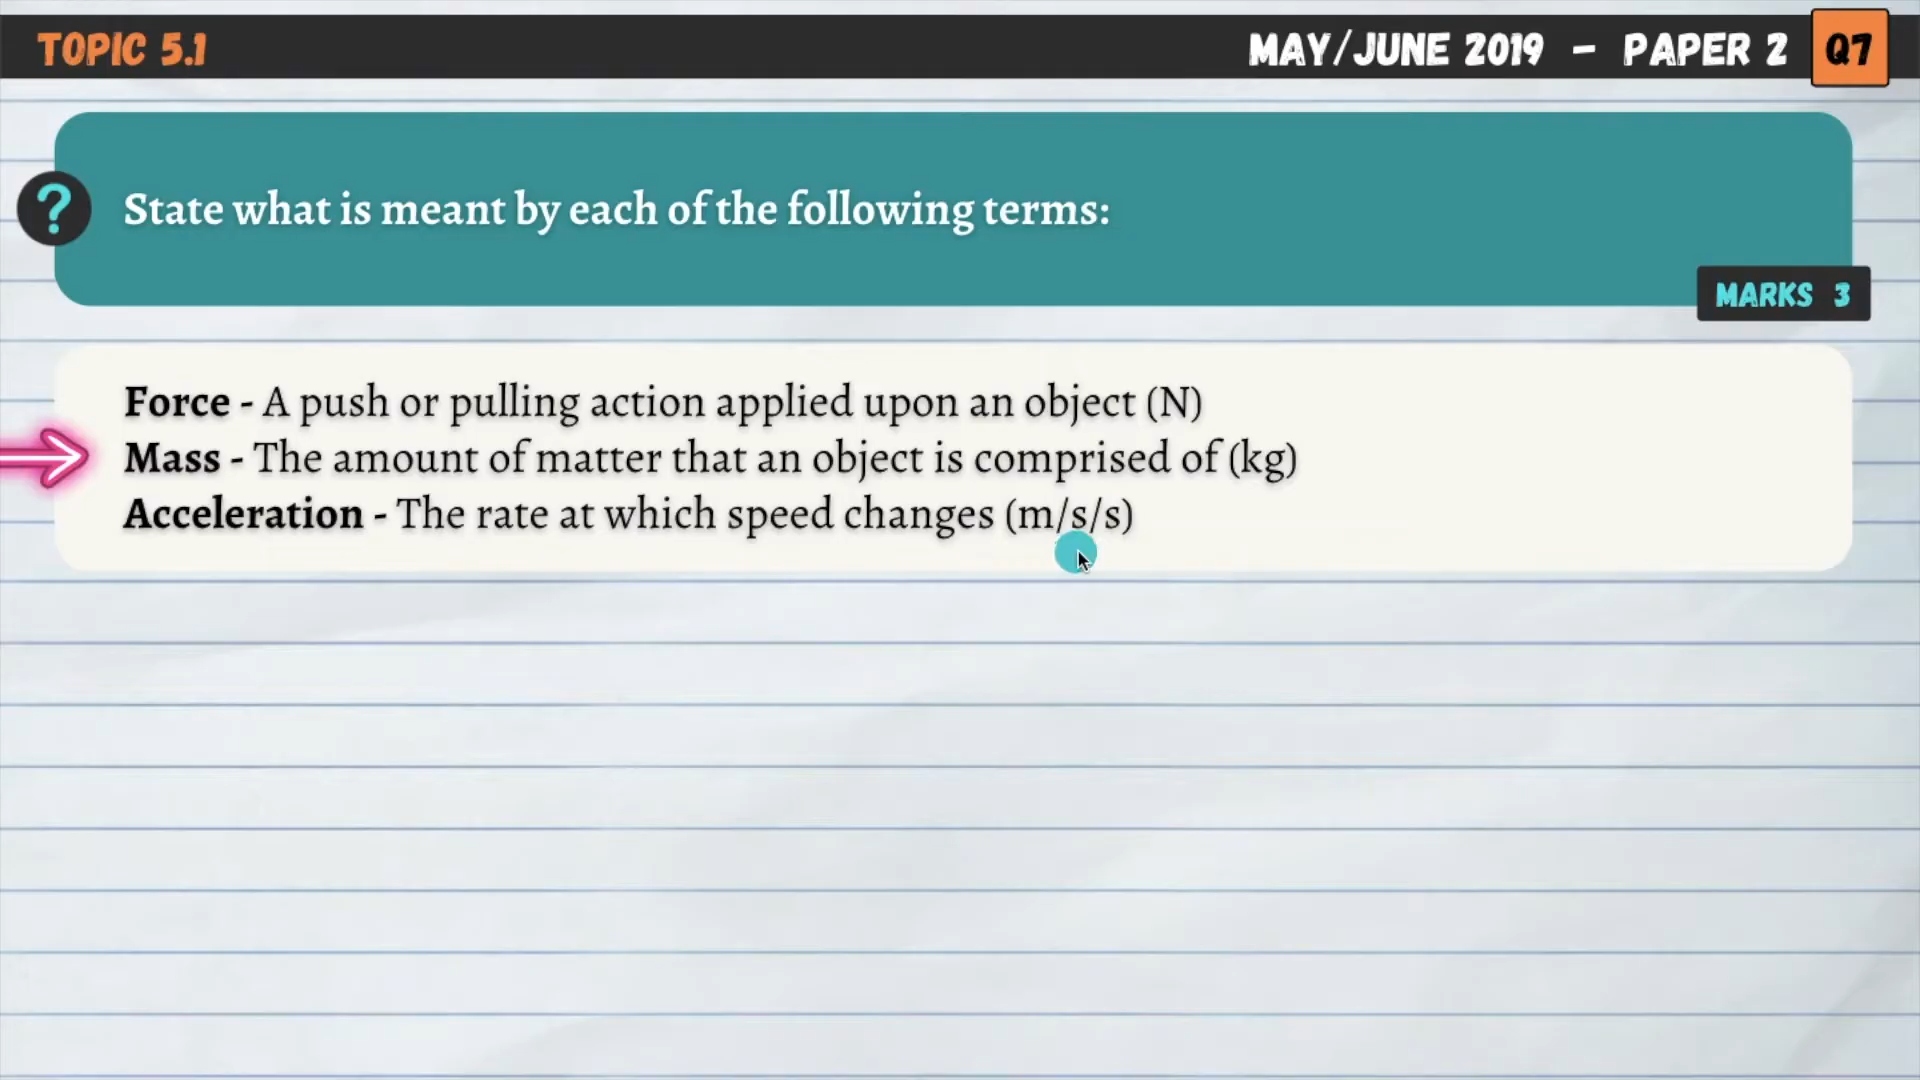 TOPIC 5.1
MAY/JUNE 2019 - PAPER 2 Q7
? State what is meant by each of the following terms:
MARKS 3
Force - A push or pulling action applied upon an object (N)
Mass - The amount of matter that an object is comprised of (kg)
Acceleration - The rate at which speed changes (m/s/s)